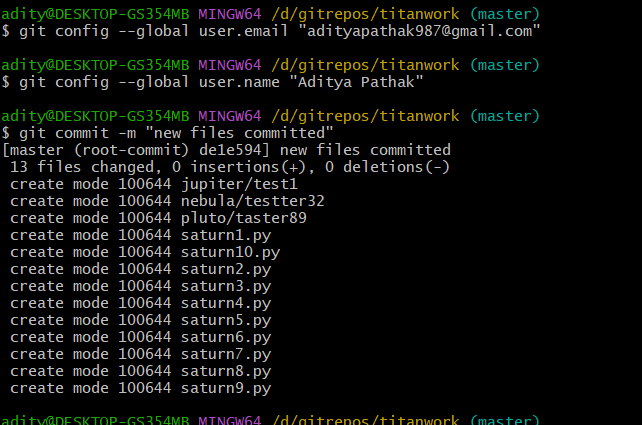 adity@DESKTOP-GS354MB MINGW64 /d/gitrepos/titanwork (master)
$ git config --global user.email "adityapathak987@gmail.com"
adity@DESKTOP-GS354MB MINGW64 /d/gitrepos/titanwork (master)
$ git config --global user.name "Aditya Pathak"
adity@DESKTOP-GS354MB MINGW64 /d/gitrepos/titanwork (master)
$ git commit -m "new files committed"
[master (root-commit) de1e594] new files committed
 13 files changed, 0 insertions(+), 0 deletions(-)
 create mode 100644 jupiter/test1
 create mode 100644 nebula/testter32
 create mode 100644 pluto/taster89
 create mode 100644 saturn1.py
 create mode 100644 saturn10.py
 create mode 100644 saturn2.py
 create mode 100644 saturn3.py
 create mode 100644 saturn4.py
 create mode 100644 saturn5.py
 create mode 100644 saturn6.py
 create mode 100644 saturn7.py
 create mode 100644 saturn8.py
 create mode 100644 saturn9.py
adity@DESKTOP-GS354MB MINGW64 /d/gitrepos/titanwork (master)